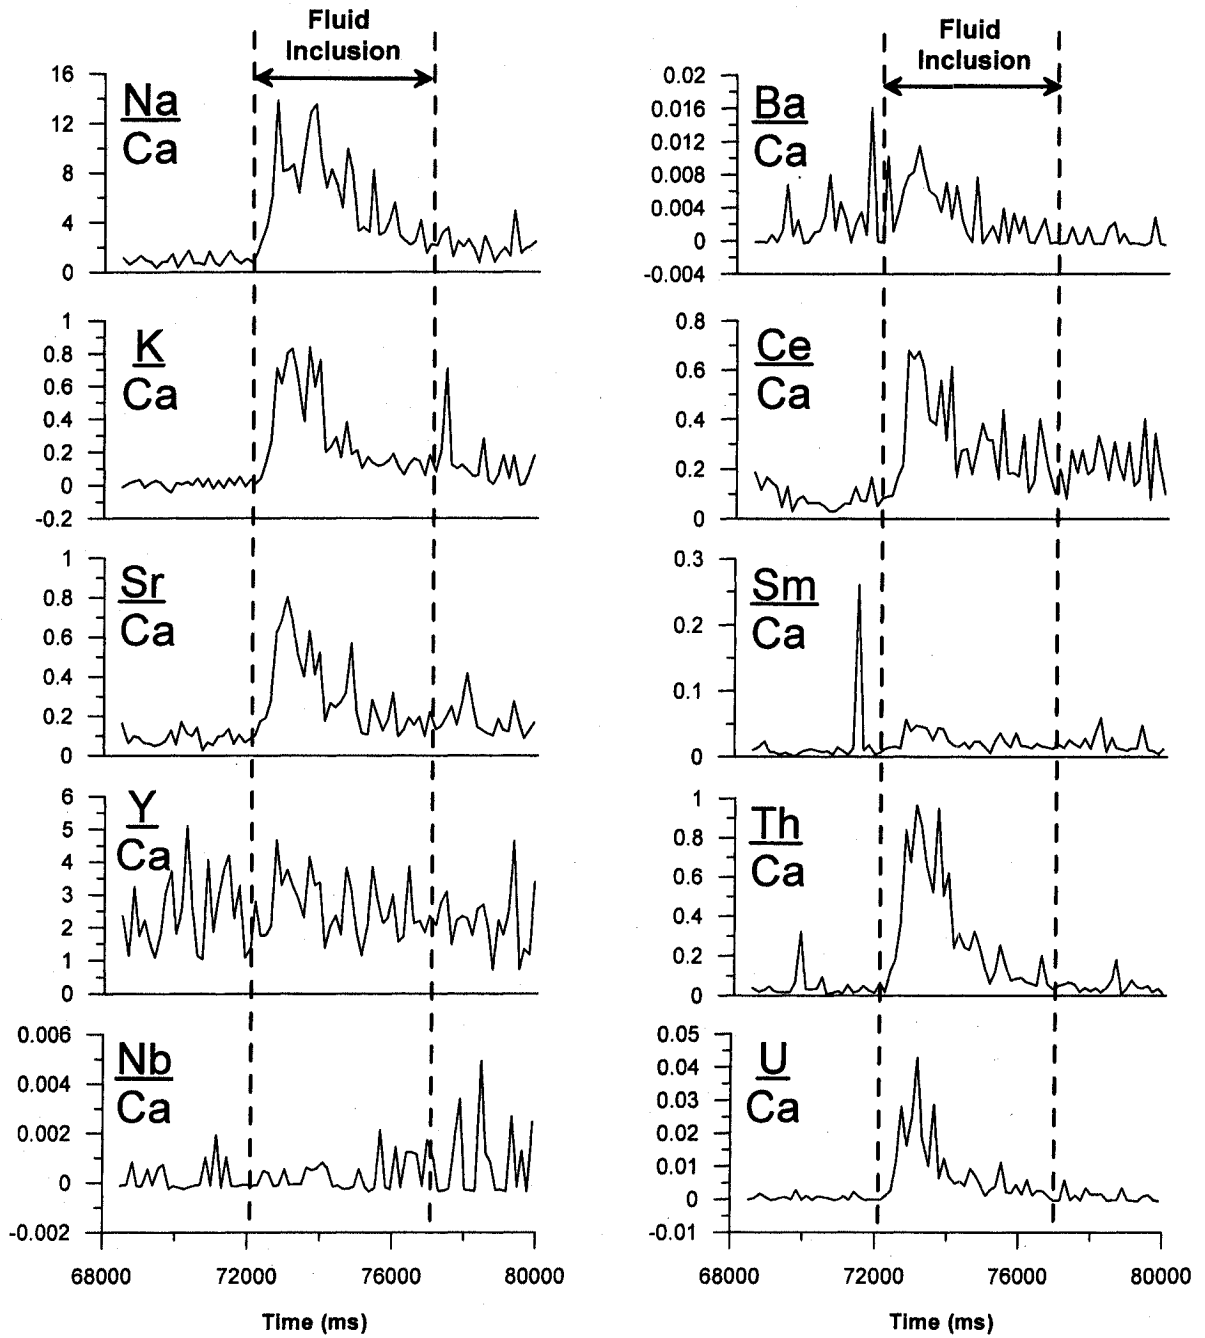 Fluid
Inclusion
16
12
8
4
0
Na
Ca
Fluid
Inclusion
0.02
0.016
0.012
0.008
0.004
0
-0.004
Ba
Ca
1
0.8
0.6
0.4
0.2
0
-0.2
K
Ca
0.8
0.6
0.4
0.2
0
Ce
Ca
1
0.8
0.6
0.4
0.2
0
Sr
Ca
0.3
0.2
0.1
0
Sm
Ca
6
5
4
3
2
1
0
Y
Ca
1
0.8
0.6
0.4
0.2
0
Th
Ca
0.006
0.004
0.002
0
-0.002
Nb
Ca
68000 72000 76000 80000
Time (ms)
0.05
0.04
0.03
0.02
0.01
0
-0.01
U
Ca
68000 72000 76000 80000
Time (ms)